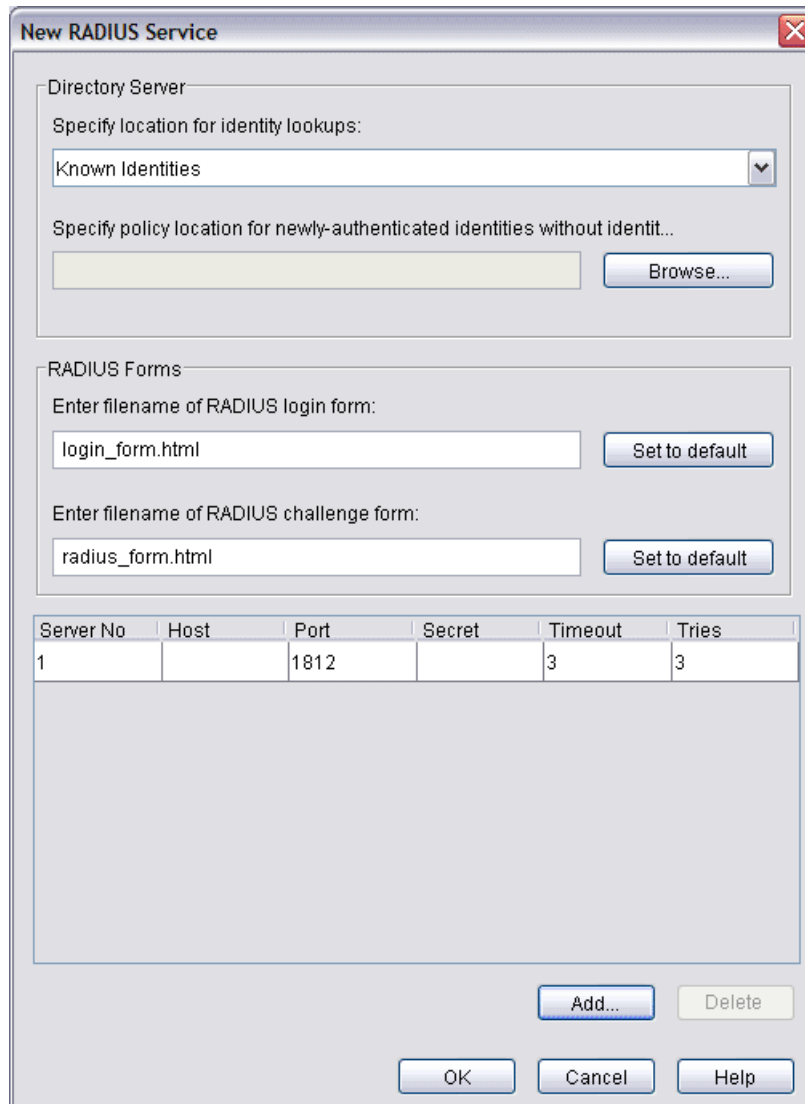 New RADIUS Service
Directory Server
Specify location for identity lookups:
Known Identities
Specify policy location for newly-authenticated identities without identit...
Browse...
RADIUS Forms
Enter filename of RADIUS login form:
login_form.html
Set to default
Enter filename of RADIUS challenge form:
radius_form.html
Set to default
Server No Host Port Secret Timeout Tries
1 1812 3 3
Add... Delete
OK Cancel Help